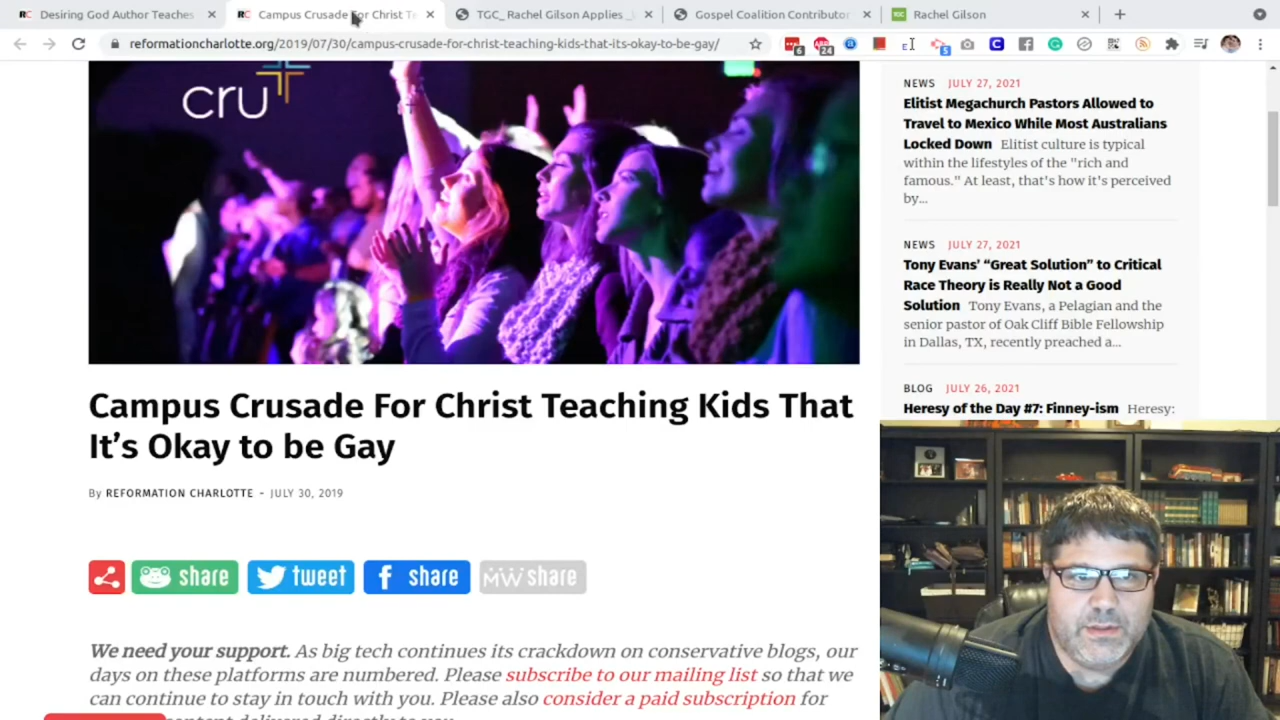 Desiring God Author Teaches
Campus Crusade For Christ Te
TGC_ Rachel Gilson Applies _
Gospel Coalition Contributor
Rachel Gilson
reformationcharlotte.org/2019/07/30/campus-crusade-for-christ-teaching-kids-that-its-okay-to-be-gay/
6
24
5
cru
NEWS JULY 27, 2021
Elitist Megachurch Pastors Allowed to
Travel to Mexico While Most Australians
Locked Down Elitist culture is typical
within the lifestyles of the "rich and
famous." At least, that's how it's perceived
by...
NEWS JULY 27, 2021
Tony Evans' “Great Solution” to Critical
Race Theory is Really Not a Good
Solution Tony Evans, a Pelagian and the
senior pastor of Oak Cliff Bible Fellowship
in Dallas, TX, recently preached a...
BLOG JULY 26, 2021
Heresy of the Day #7: Finney-ism Heresy:
Campus Crusade For Christ Teaching Kids That
It’s Okay to be Gay
By REFORMATION CHARLOTTE - JULY 30, 2019
share
tweet
share
MW share
We need your support. As big tech continues its crackdown on conservative blogs, our
days on these platforms are numbered. Please subscribe to our mailing list so that we
can continue to stay in touch with you. Please also consider a paid subscription for
content delivered directly to you.